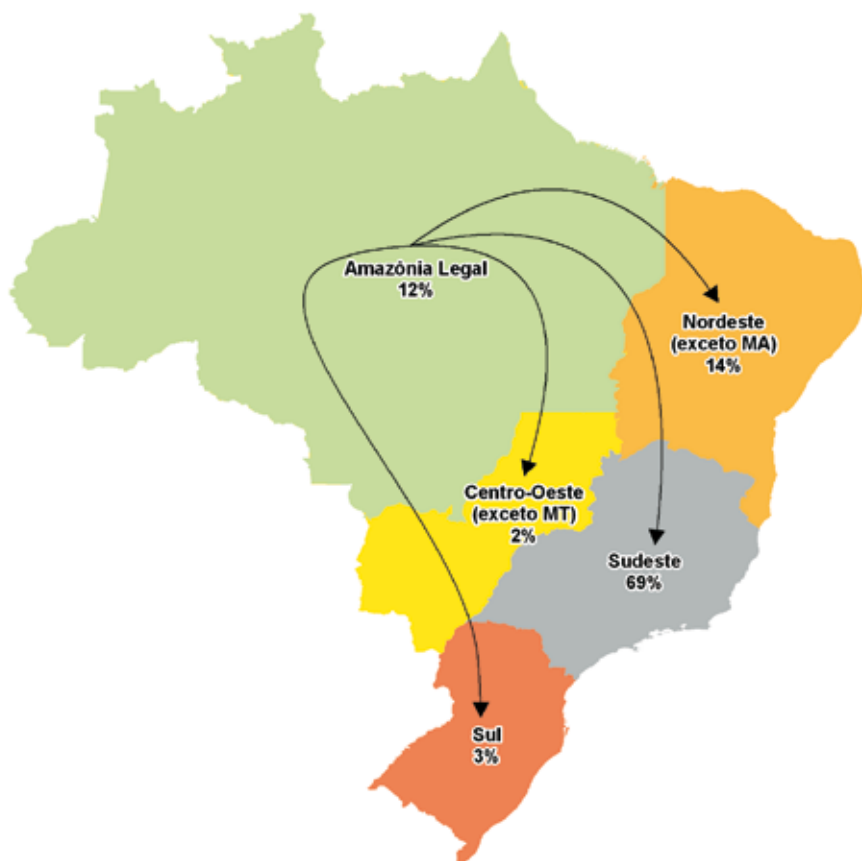 Amazônia Legal
12%
Nordeste
(exceto MA)
14%
Centro-Oeste
(exceto MT)
2%
Sudeste
69%
Sul
3%